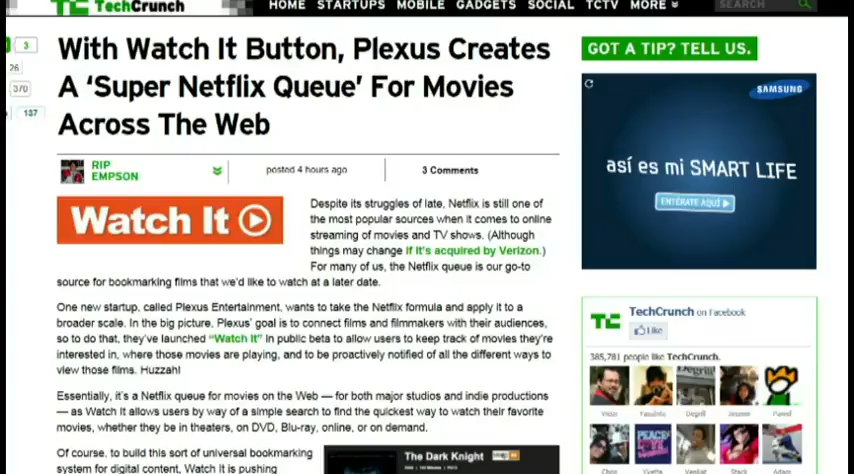 TechCrunch
HOME STARTUPS MOBILE GADGETS SOCIAL TCTV MORE
SEARCH
3
26
370
137
With Watch It Button, Plexus Creates
A ‘Super Netflix Queue’ For Movies
Across The Web
RIP
EMPSON
posted 4 hours ago
3 Comments
Watch It
Despite its struggles of late, Netflix is still one of
the most popular sources when it comes to online
streaming of movies and TV shows. (Although
things may change if it's acquired by Verizon.)
For many of us, the Netflix queue is our go-to
source for bookmarking films that we'd like to watch at a later date.
One new startup, called Plexus Entertainment, wants to take the Netflix formula and apply it to a
broader scale. In the big picture, Plexus' goal is to connect films and filmmakers with their audiences,
so to do that, they've launched “Watch It” in public beta to allow users to keep track of movies they're
interested in, where those movies are playing, and to be proactively notified of all the different ways to
view those films. Huzzah!
Essentially, it's a Netflix queue for movies on the Web — for both major studios and indie productions
— as Watch It allows users by way of a simple search to find the quickest way to watch their favorite
movies, whether they be in theaters, on DVD, Blu-ray, online, or on demand.
Of course, to build this sort of universal bookmarking
system for digital content, Watch It is pushing
The Dark Knight
GOT A TIP? TELL US.
SAMSUNG
así es mi SMART LIFE
ENTÉRATE AQUÍ
TechCrunch on Facebook
Like
385,781 people like TechCrunch.
PEACE
LOVE